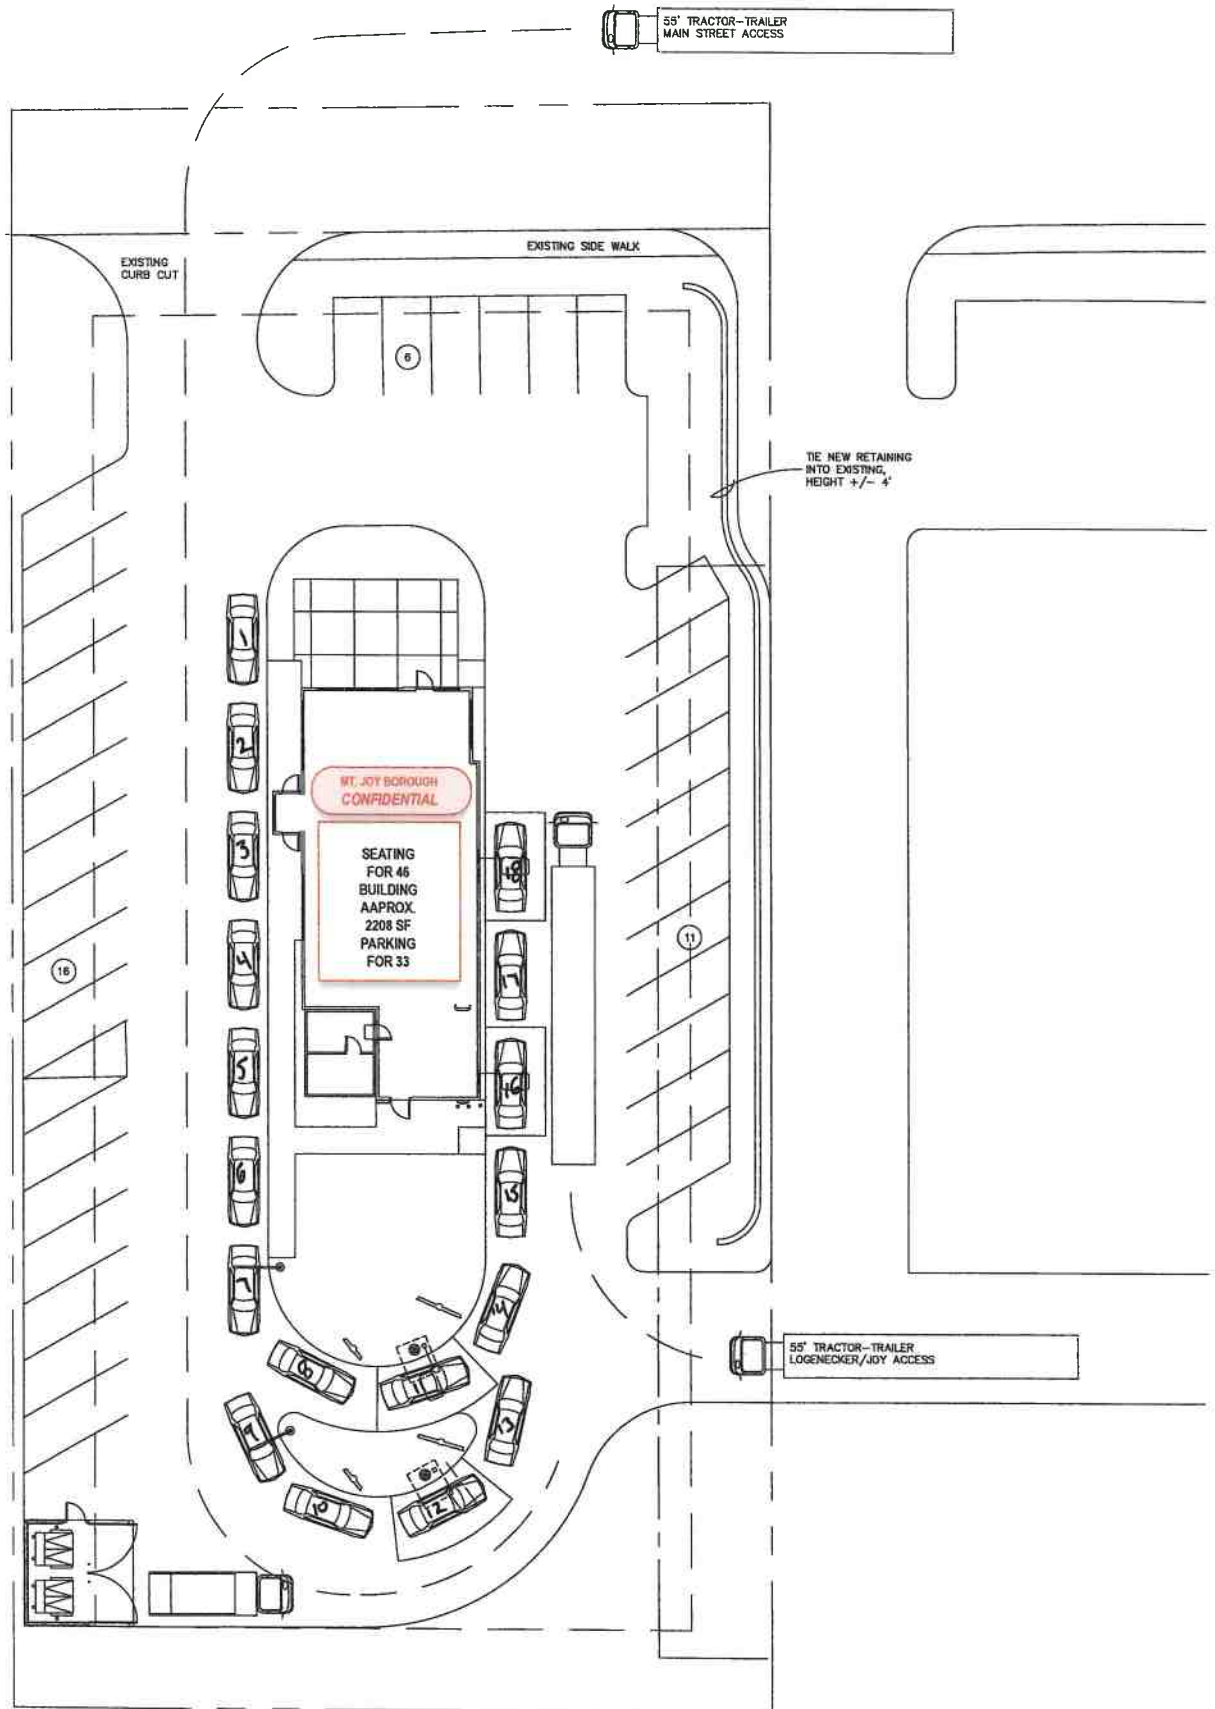 55' TRACTOR-TRAILER
MAIN STREET ACCESS
EXISTING SIDE WALK
EXISTING
CURB CUT
6
TIE NEW RETAINING
INTO EXISTING,
HEIGHT +/- 4'
1
2
MT. JOY BOROUGH
CONFIDENTIAL
3
SEATING
FOR 46
BUILDING
AAPROX.
2208 SF
PARKING
FOR 33
18
11
4
16
17
5
16
6
15
7
14
55' TRACTOR-TRAILER
LOGENECKER/JOY ACCESS
8
11
9
13
10
12